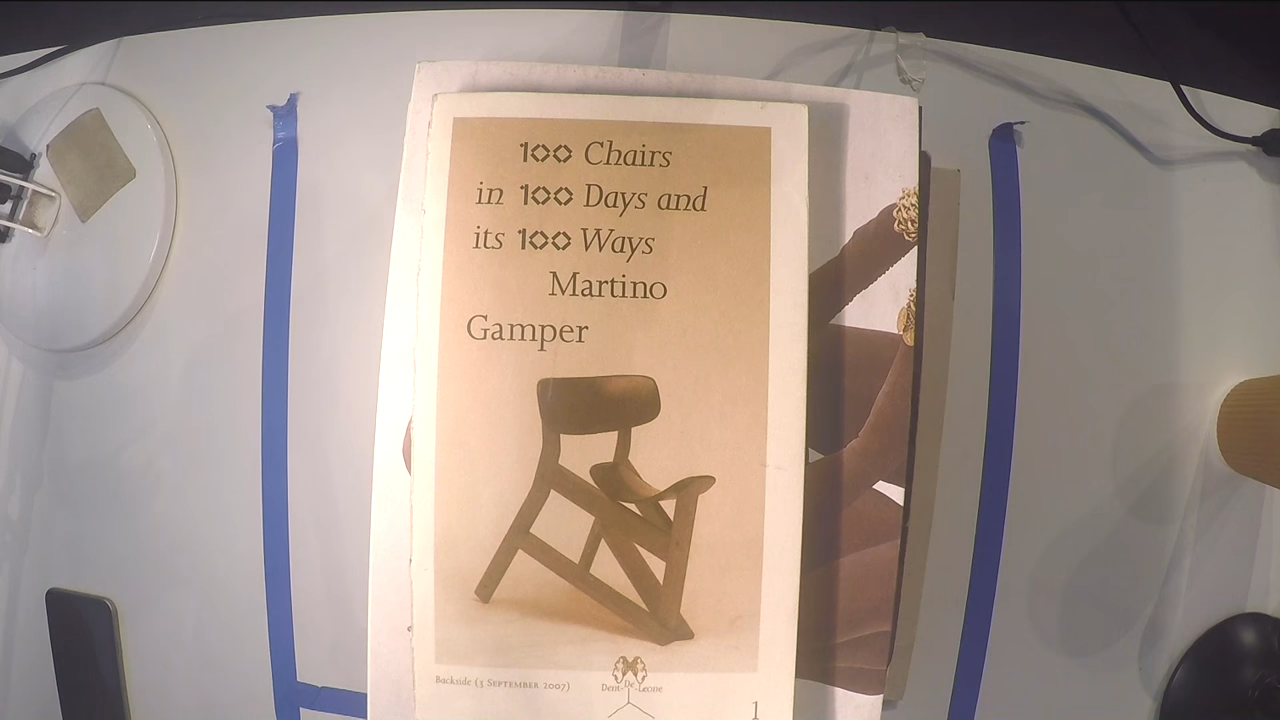 100 Chairs
in 100 Days and
its 100 Ways
Martino
Gamper
Backside (3 September 2007)
Dent-De-Leone
1